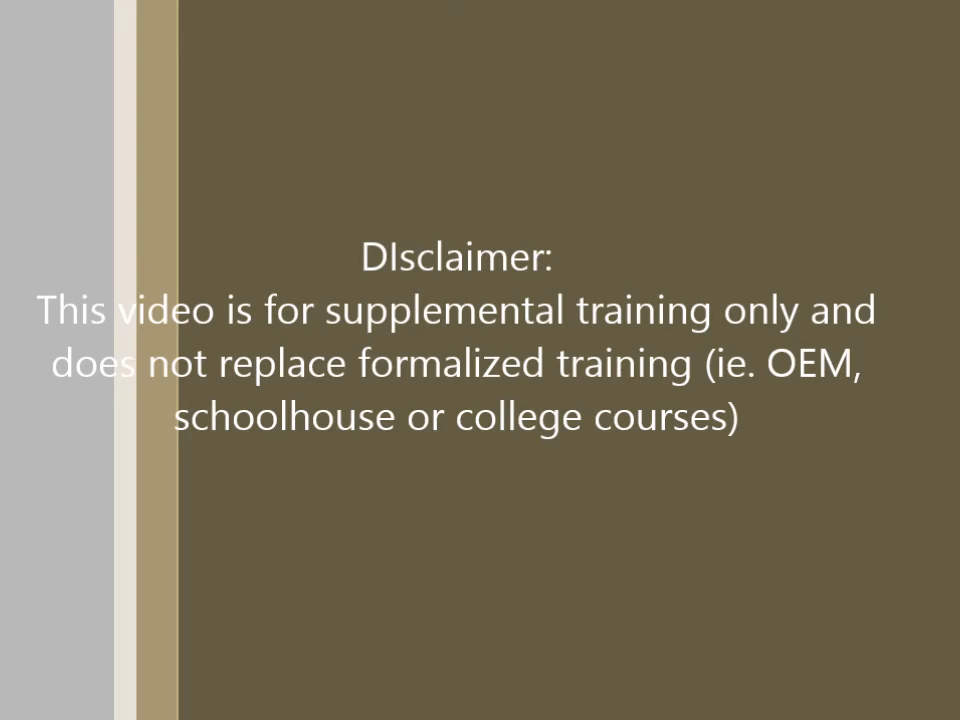 DIsclaimer:
This video is for supplemental training only and
does not replace formalized training (ie. OEM,
schoolhouse or college courses)